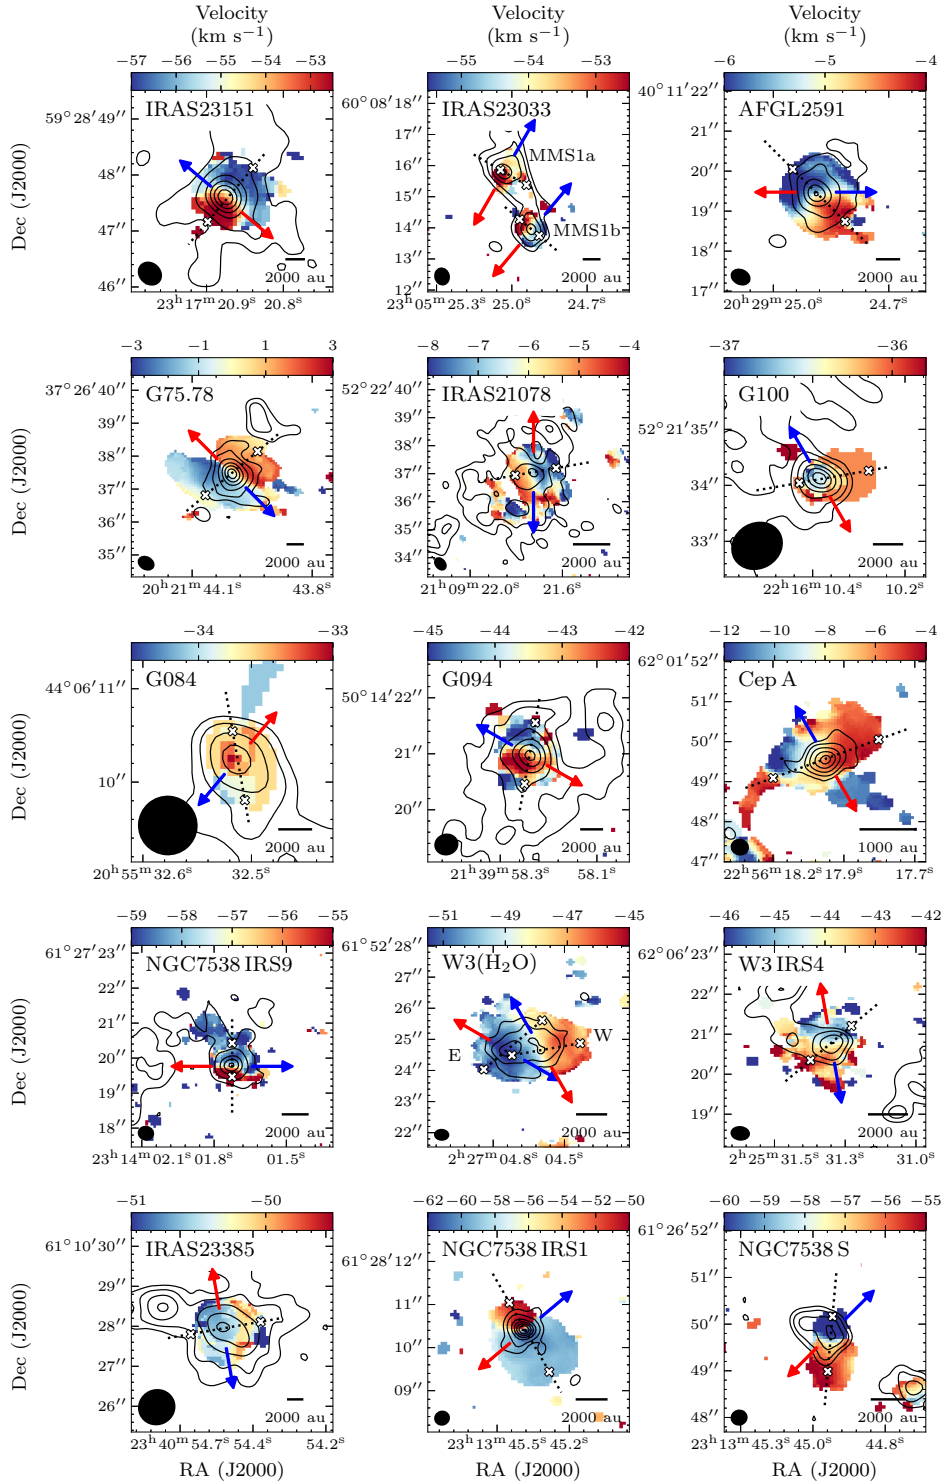 Velocity Velocity Velocity
(km s⁻¹) (km s⁻¹) (km s⁻¹)
−57 −56 −55 −54 −53 −55 −54 −53 −6 −5 −4
IRAS23151 IRAS23033 AFGL2591
59°28′49″ 48″ 47″ 46″
60°08′18″ 17″ 16″ 15″ 14″ 13″ 12″
40°11′22″ 21″ 20″ 19″ 18″ 17″
MMS1a
MMS1b
Dec (J2000)
2000 au 2000 au 2000 au
23ʰ17ᵐ20.9ˢ 20.8ˢ 23ʰ05ᵐ25.3ˢ 25.0ˢ 24.7ˢ 20ʰ29ᵐ25.0ˢ 24.7ˢ
−3 −1 1 3 −8 −7 −6 −5 −4 −37 −36
G75.78 IRAS21078 G100
37°26′40″ 39″ 38″ 37″ 36″ 35″
52°22′40″ 39″ 38″ 37″ 36″ 35″ 34″
52°21′35″ 34″ 33″
Dec (J2000)
2000 au 2000 au 2000 au
20ʰ21ᵐ44.1ˢ 43.8ˢ 21ʰ09ᵐ22.0ˢ 21.6ˢ 22ʰ16ᵐ10.4ˢ 10.2ˢ
−34 −33 −45 −44 −43 −42 −12 −10 −8 −6 −4
G084 G094 Cep A
44°06′11″ 10″
50°14′22″ 21″ 20″
62°01′52″ 51″ 50″ 49″ 48″ 47″
Dec (J2000)
2000 au 2000 au 1000 au
20ʰ55ᵐ32.6ˢ 32.5ˢ 21ʰ39ᵐ58.3ˢ 58.1ˢ 22ʰ56ᵐ18.2ˢ 17.9ˢ 17.7ˢ
−59 −58 −57 −56 −55 −51 −49 −48 −46 −45 −46 −45 −44 −43 −42
NGC7538 IRS9 W3(H₂O) W3 IRS4
61°27′23″ 22″ 21″ 20″ 19″ 18″
61°52′28″ 27″ 26″ 25″ 24″ 23″ 22″
62°06′23″ 22″ 21″ 20″ 19″
E W
Dec (J2000)
2000 au 2000 au 2000 au
23ʰ14ᵐ02.1ˢ 01.8ˢ 01.5ˢ 2ʰ27ᵐ04.8ˢ 04.5ˢ 2ʰ25ᵐ31.5ˢ 31.3ˢ 31.0ˢ
−51 −50 −62 −60 −58 −56 −54 −52 −50 −60 −59 −58 −57 −56 −55
IRAS23385 NGC7538 IRS1 NGC7538 S
61°10′30″ 29″ 28″ 27″ 26″
61°28′12″ 11″ 10″ 09″
61°26′52″ 51″ 50″ 49″ 48″
Dec (J2000)
2000 au 2000 au 2000 au
23ʰ40ᵐ54.7ˢ 54.4ˢ 54.2ˢ 23ʰ13ᵐ45.5ˢ 45.2ˢ 23ʰ13ᵐ45.3ˢ 45.0ˢ 44.8ˢ
RA (J2000) RA (J2000) RA (J2000)